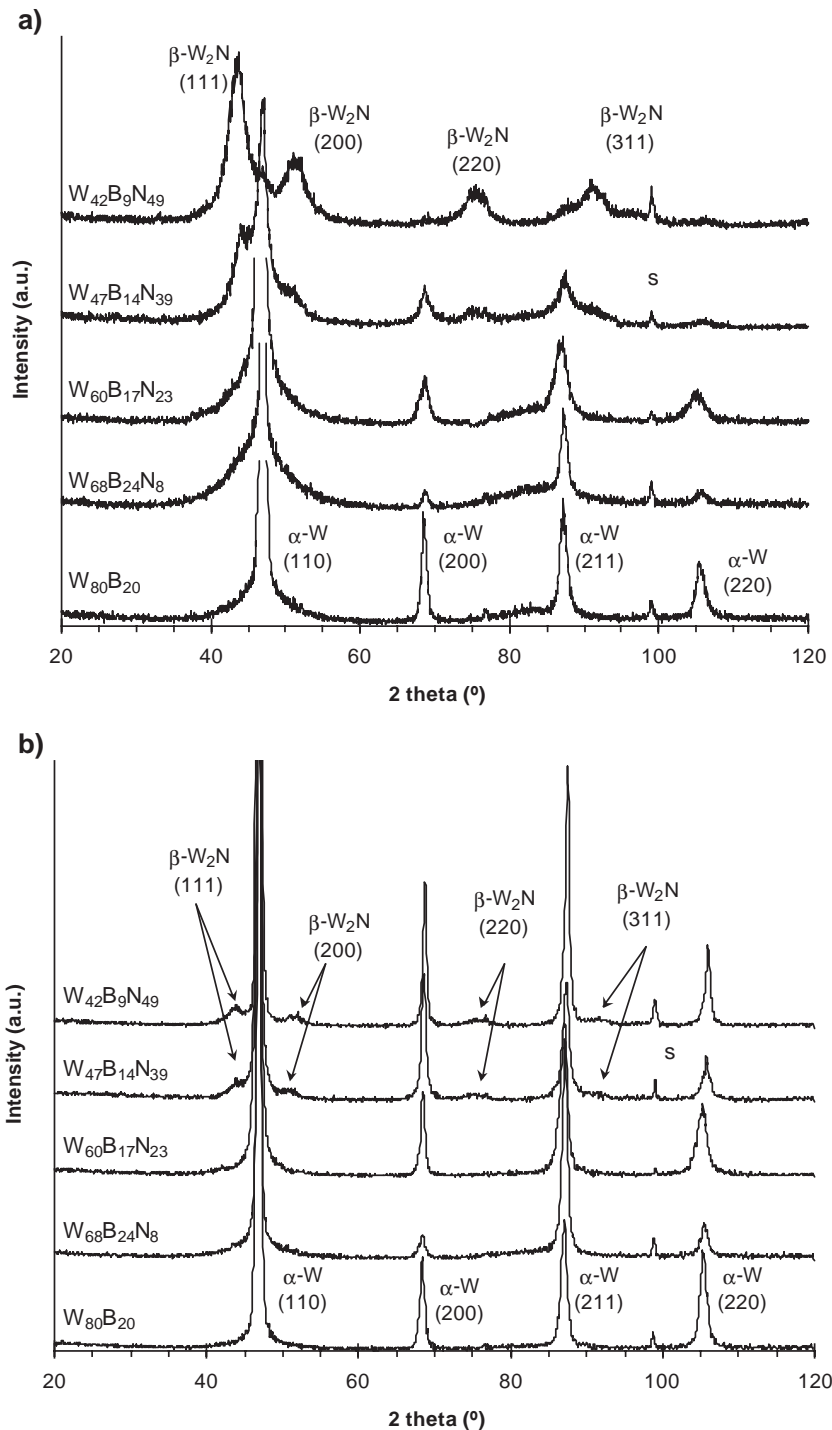 a)
β-W₂N
(111)
β-W₂N
(200)
β-W₂N
(220)
β-W₂N
(311)
W₄₂B₉N₄₉
W₄₇B₁₄N₃₉
s
W₆₀B₁₇N₂₃
W₆₈B₂₄N₈
α-W
(110)
α-W
(200)
α-W
(211)
α-W
(220)
W₈₀B₂₀
Intensity (a.u.)
20 40 60 80 100 120
2 theta (º)
b)
β-W₂N
(111)
β-W₂N
(200)
β-W₂N
(220)
β-W₂N
(311)
W₄₂B₉N₄₉
s
W₄₇B₁₄N₃₉
W₆₀B₁₇N₂₃
W₆₈B₂₄N₈
α-W
(110)
α-W
(200)
α-W
(211)
α-W
(220)
W₈₀B₂₀
Intensity (a.u.)
20 40 60 80 100 120
2 theta (º)